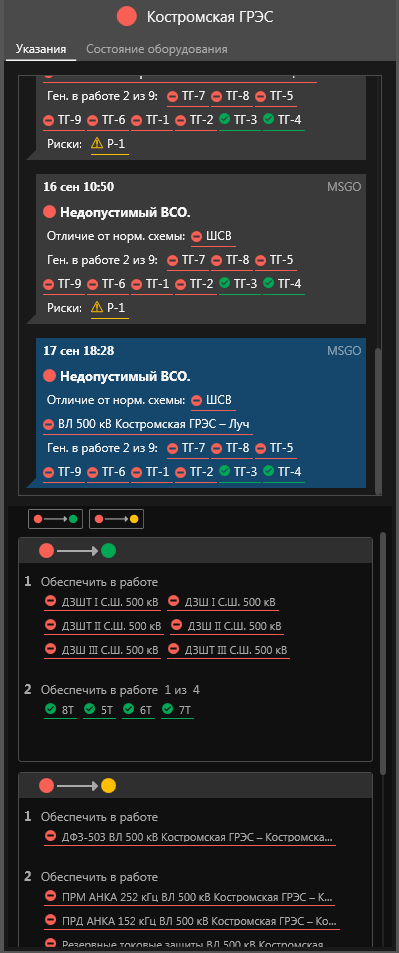 Костромская ГРЭС
Указания Состояние оборудования
Ген. в работе 2 из 9: ТГ-7 ТГ-8 ТГ-5
ТГ-9 ТГ-6 ТГ-1 ТГ-2 ТГ-3 ТГ-4
Риски: Р-1
16 сен 10:50 MSGO
Недопустимый ВСО.
Отличие от норм. схемы: ШСВ
Ген. в работе 2 из 9: ТГ-7 ТГ-8 ТГ-5
ТГ-9 ТГ-6 ТГ-1 ТГ-2 ТГ-3 ТГ-4
Риски: Р-1
17 сен 18:28 MSGO
Недопустимый ВСО.
Отличие от норм. схемы: ШСВ
ВЛ 500 кВ Костромская ГРЭС – Луч
Ген. в работе 2 из 9: ТГ-7 ТГ-8 ТГ-5
ТГ-9 ТГ-6 ТГ-1 ТГ-2 ТГ-3 ТГ-4
1 Обеспечить в работе
ДЗШТ I С.Ш. 500 кВ ДЗШ I С.Ш. 500 кВ
ДЗШТ II С.Ш. 500 кВ ДЗШ II С.Ш. 500 кВ
ДЗШ III С.Ш. 500 кВ ДЗШТ III С.Ш. 500 кВ
2 Обеспечить в работе 1 из 4
8Т 5Т 6Т 7Т
1 Обеспечить в работе
ДФЗ-503 ВЛ 500 кВ Костромская ГРЭС – Костромска...
2 Обеспечить в работе
ПРМ АНКА 252 кГц ВЛ 500 кВ Костромская ГРЭС – К...
ПРД АНКА 152 кГц ВЛ 500 кВ Костромская ГРЭС – Ко...
Резервные токовые защиты ВЛ 500 кВ Костромская